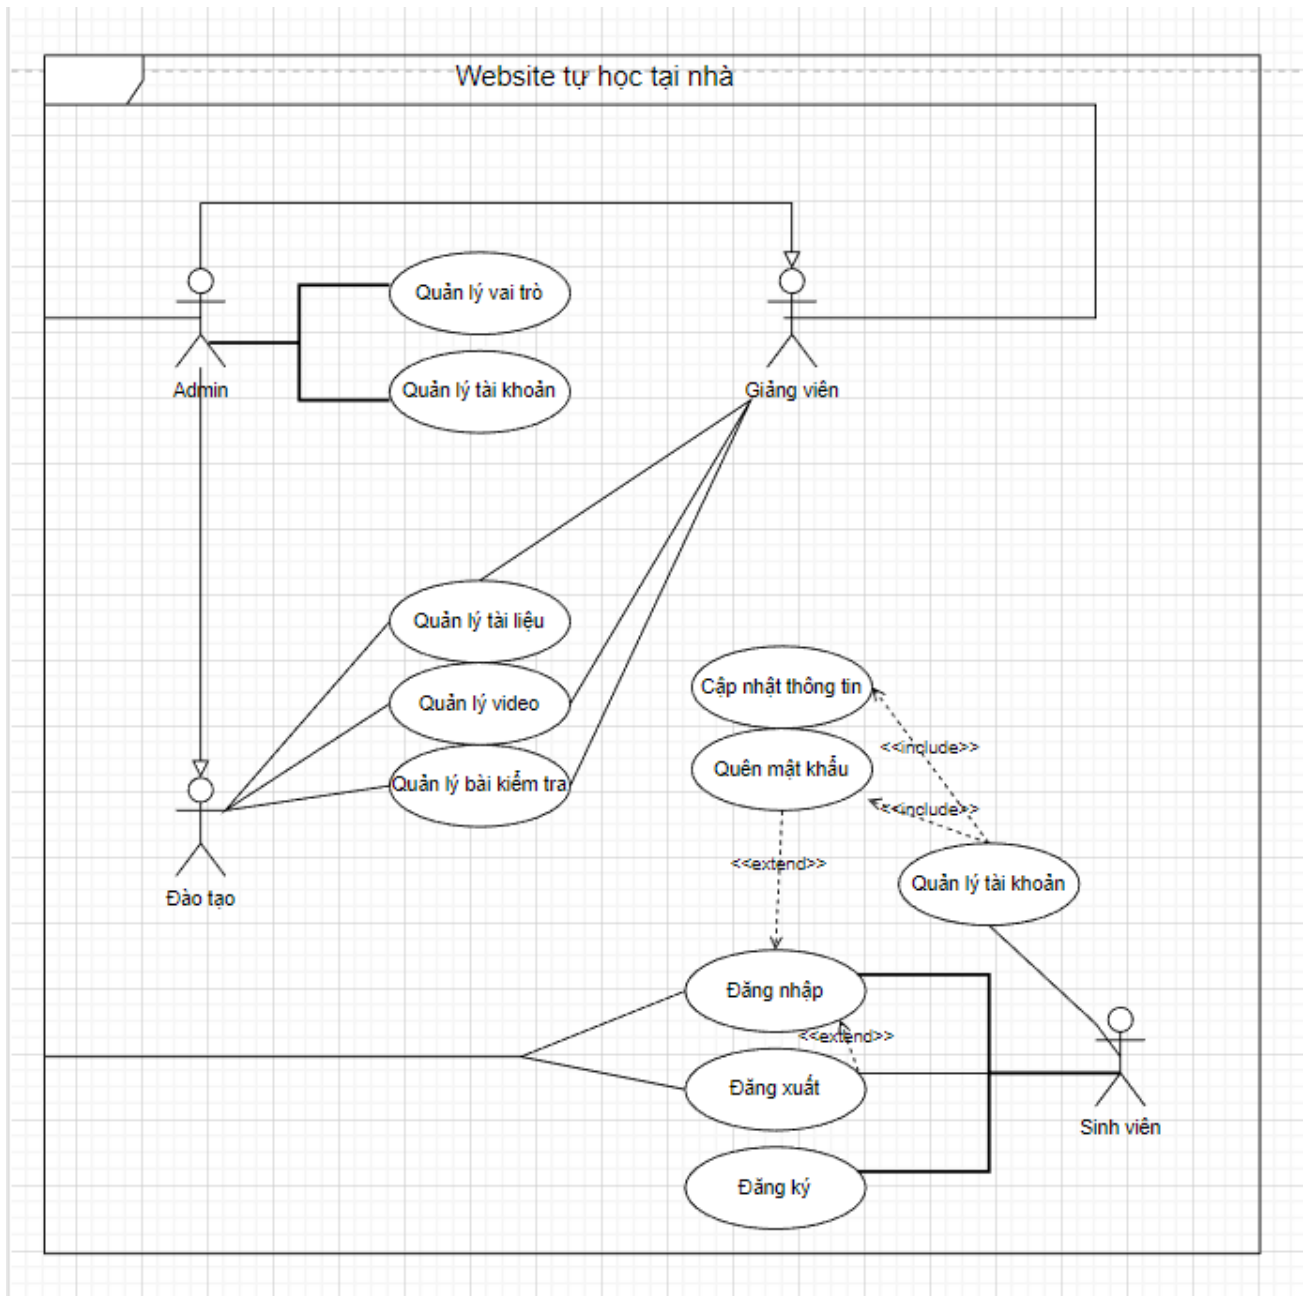 Website tự học tại nhà
Quản lý vai trò
Admin
Quản lý tài khoản
Giảng viên
Quản lý tài liệu
Quản lý video
Quản lý bài kiểm tra
Cập nhật thông tin
<<include>>
Quên mật khẩu
<<include>>
<<extend>>
Quản lý tài khoản
Đào tạo
Đăng nhập
<<extend>>
Đăng xuất
Sinh viên
Đăng ký